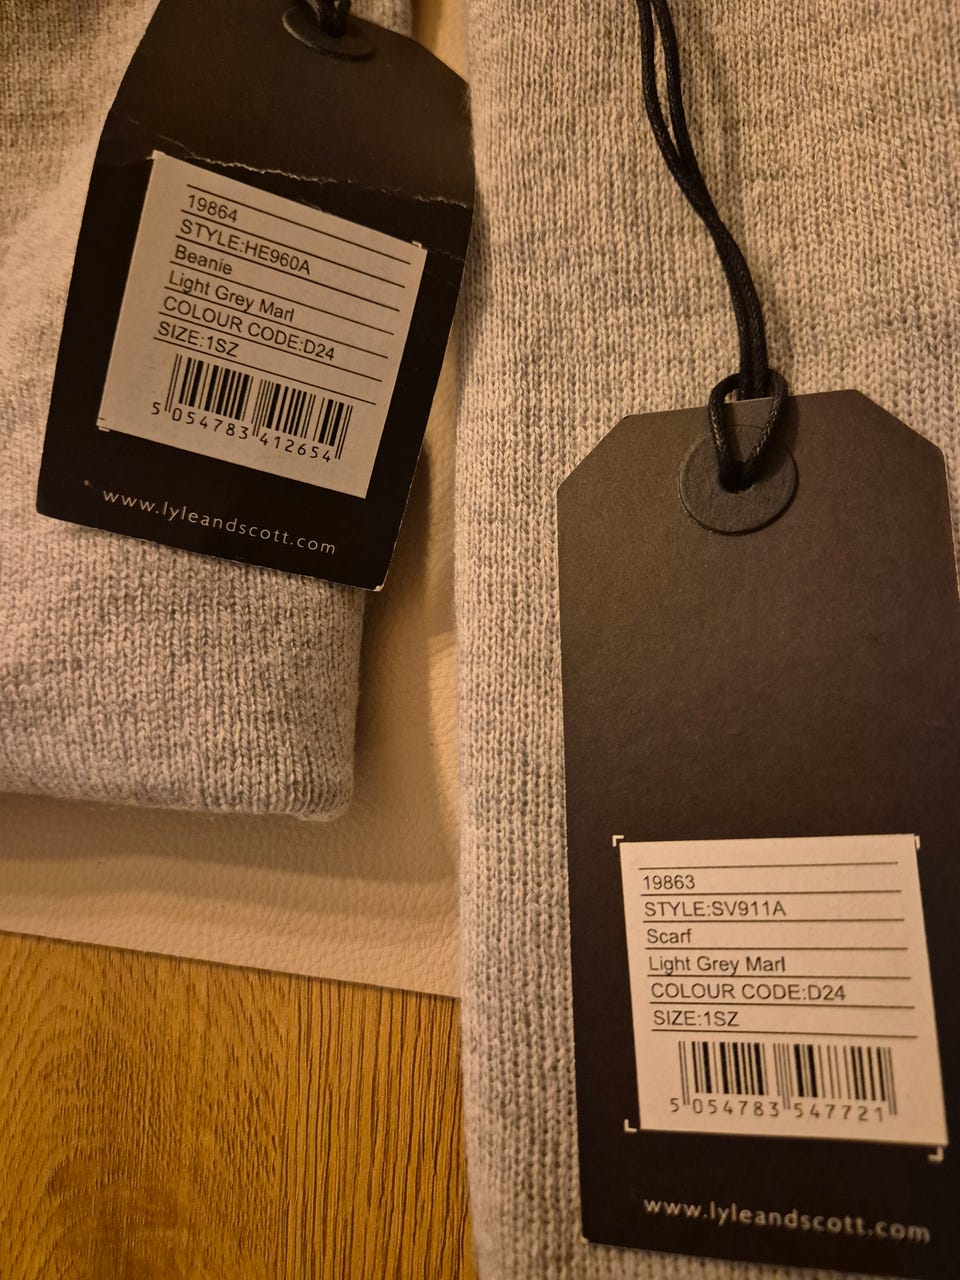 19864
STYLE:HE960A
Beanie
Light Grey Marl
COLOUR CODE:D24
SIZE:1SZ
5 054783 412654
www.lyleandscott.com
19863
STYLE:SV911A
Scarf
Light Grey Marl
COLOUR CODE:D24
SIZE:1SZ
5 054783 547721
www.lyleandscott.com